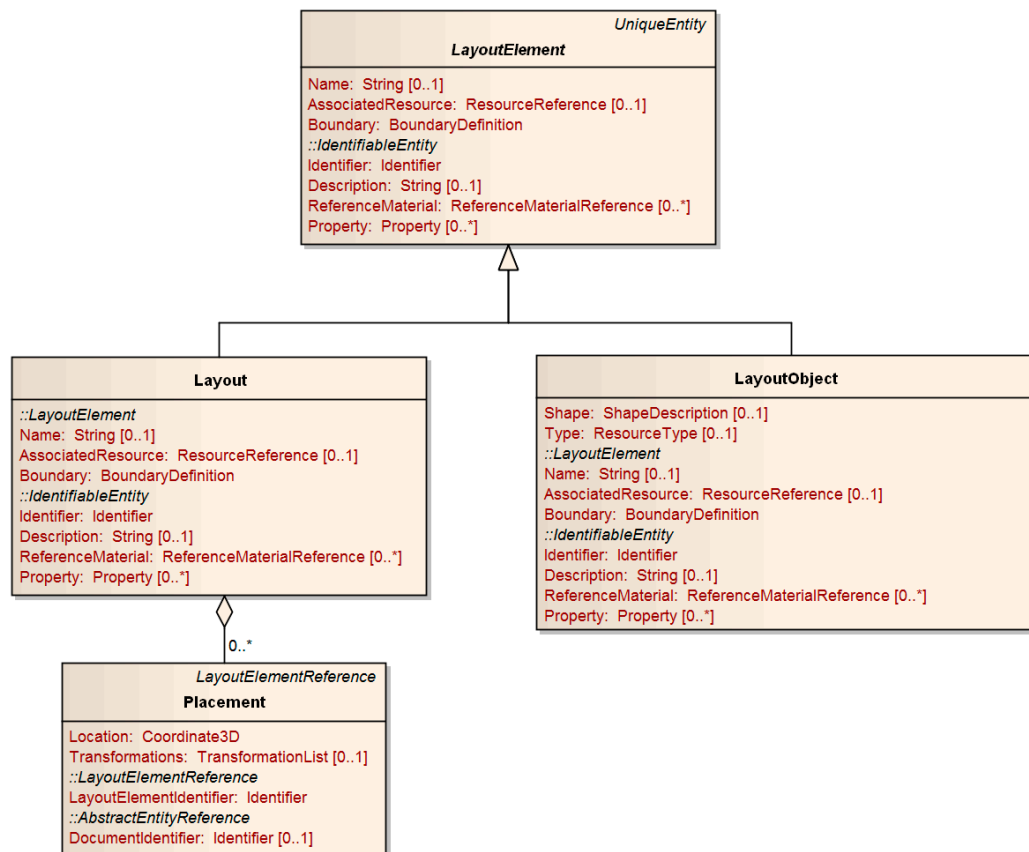 UniqueEntity
LayoutElement
Name: String [0..1]
AssociatedResource: ResourceReference [0..1]
Boundary: BoundaryDefinition
::IdentifiableEntity
Identifier: Identifier
Description: String [0..1]
ReferenceMaterial: ReferenceMaterialReference [0..*]
Property: Property [0..*]
Layout
::LayoutElement
Name: String [0..1]
AssociatedResource: ResourceReference [0..1]
Boundary: BoundaryDefinition
::IdentifiableEntity
Identifier: Identifier
Description: String [0..1]
ReferenceMaterial: ReferenceMaterialReference [0..*]
Property: Property [0..*]
LayoutObject
Shape: ShapeDescription [0..1]
Type: ResourceType [0..1]
::LayoutElement
Name: String [0..1]
AssociatedResource: ResourceReference [0..1]
Boundary: BoundaryDefinition
::IdentifiableEntity
Identifier: Identifier
Description: String [0..1]
ReferenceMaterial: ReferenceMaterialReference [0..*]
Property: Property [0..*]
0..*
LayoutElementReference
Placement
Location: Coordinate3D
Transformations: TransformationList [0..1]
::LayoutElementReference
LayoutElementIdentifier: Identifier
::AbstractEntityReference
DocumentIdentifier: Identifier [0..1]